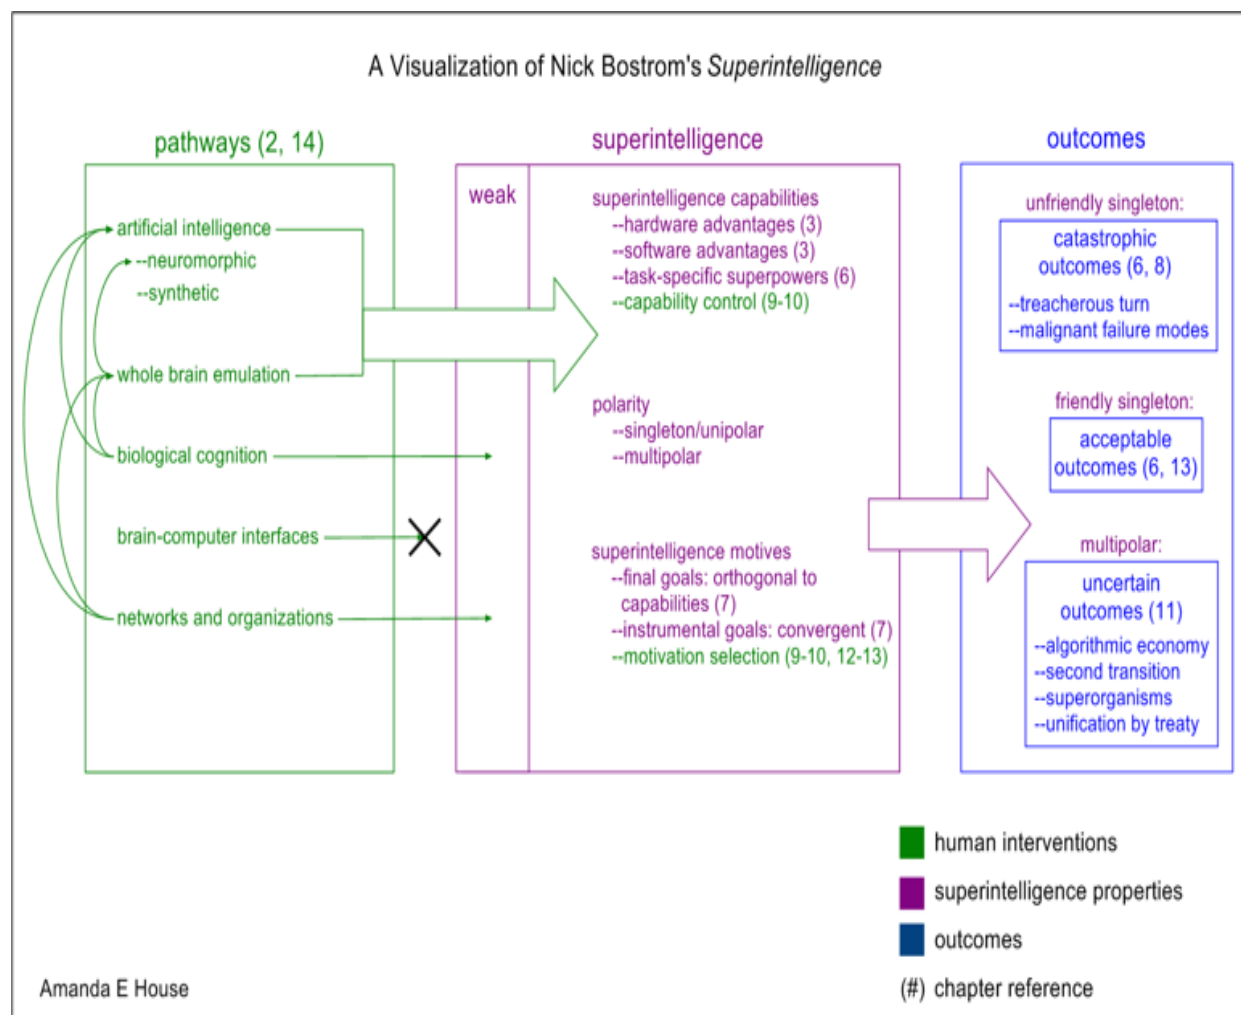 A Visualization of Nick Bostrom's Superintelligence
pathways (2, 14)
artificial intelligence
--neuromorphic
--synthetic
whole brain emulation
biological cognition
brain-computer interfaces
networks and organizations
superintelligence
weak
superintelligence capabilities
--hardware advantages (3)
--software advantages (3)
--task-specific superpowers (6)
--capability control (9-10)
polarity
--singleton/unipolar
--multipolar
superintelligence motives
--final goals: orthogonal to
capabilities (7)
--instrumental goals: convergent (7)
--motivation selection (9-10, 12-13)
outcomes
unfriendly singleton:
catastrophic
outcomes (6, 8)
--treacherous turn
--malignant failure modes
friendly singleton:
acceptable
outcomes (6, 13)
multipolar:
uncertain
outcomes (11)
--algorithmic economy
--second transition
--superorganisms
--unification by treaty
human interventions
superintelligence properties
outcomes
(#) chapter reference
Amanda E House